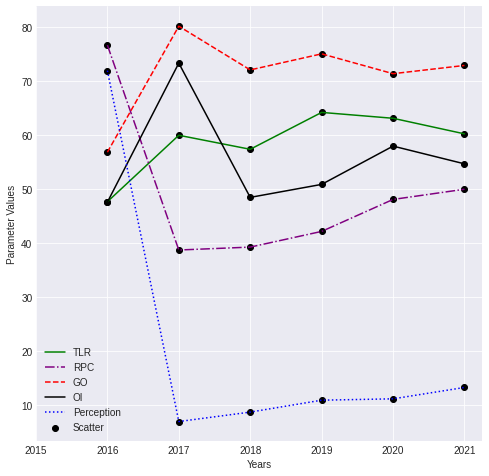 80
70
60
50
40
30
20
10
Parameter Values
TLR
RPC
GO
OI
Perception
Scatter
2015 2016 2017 2018 2019 2020 2021
Years